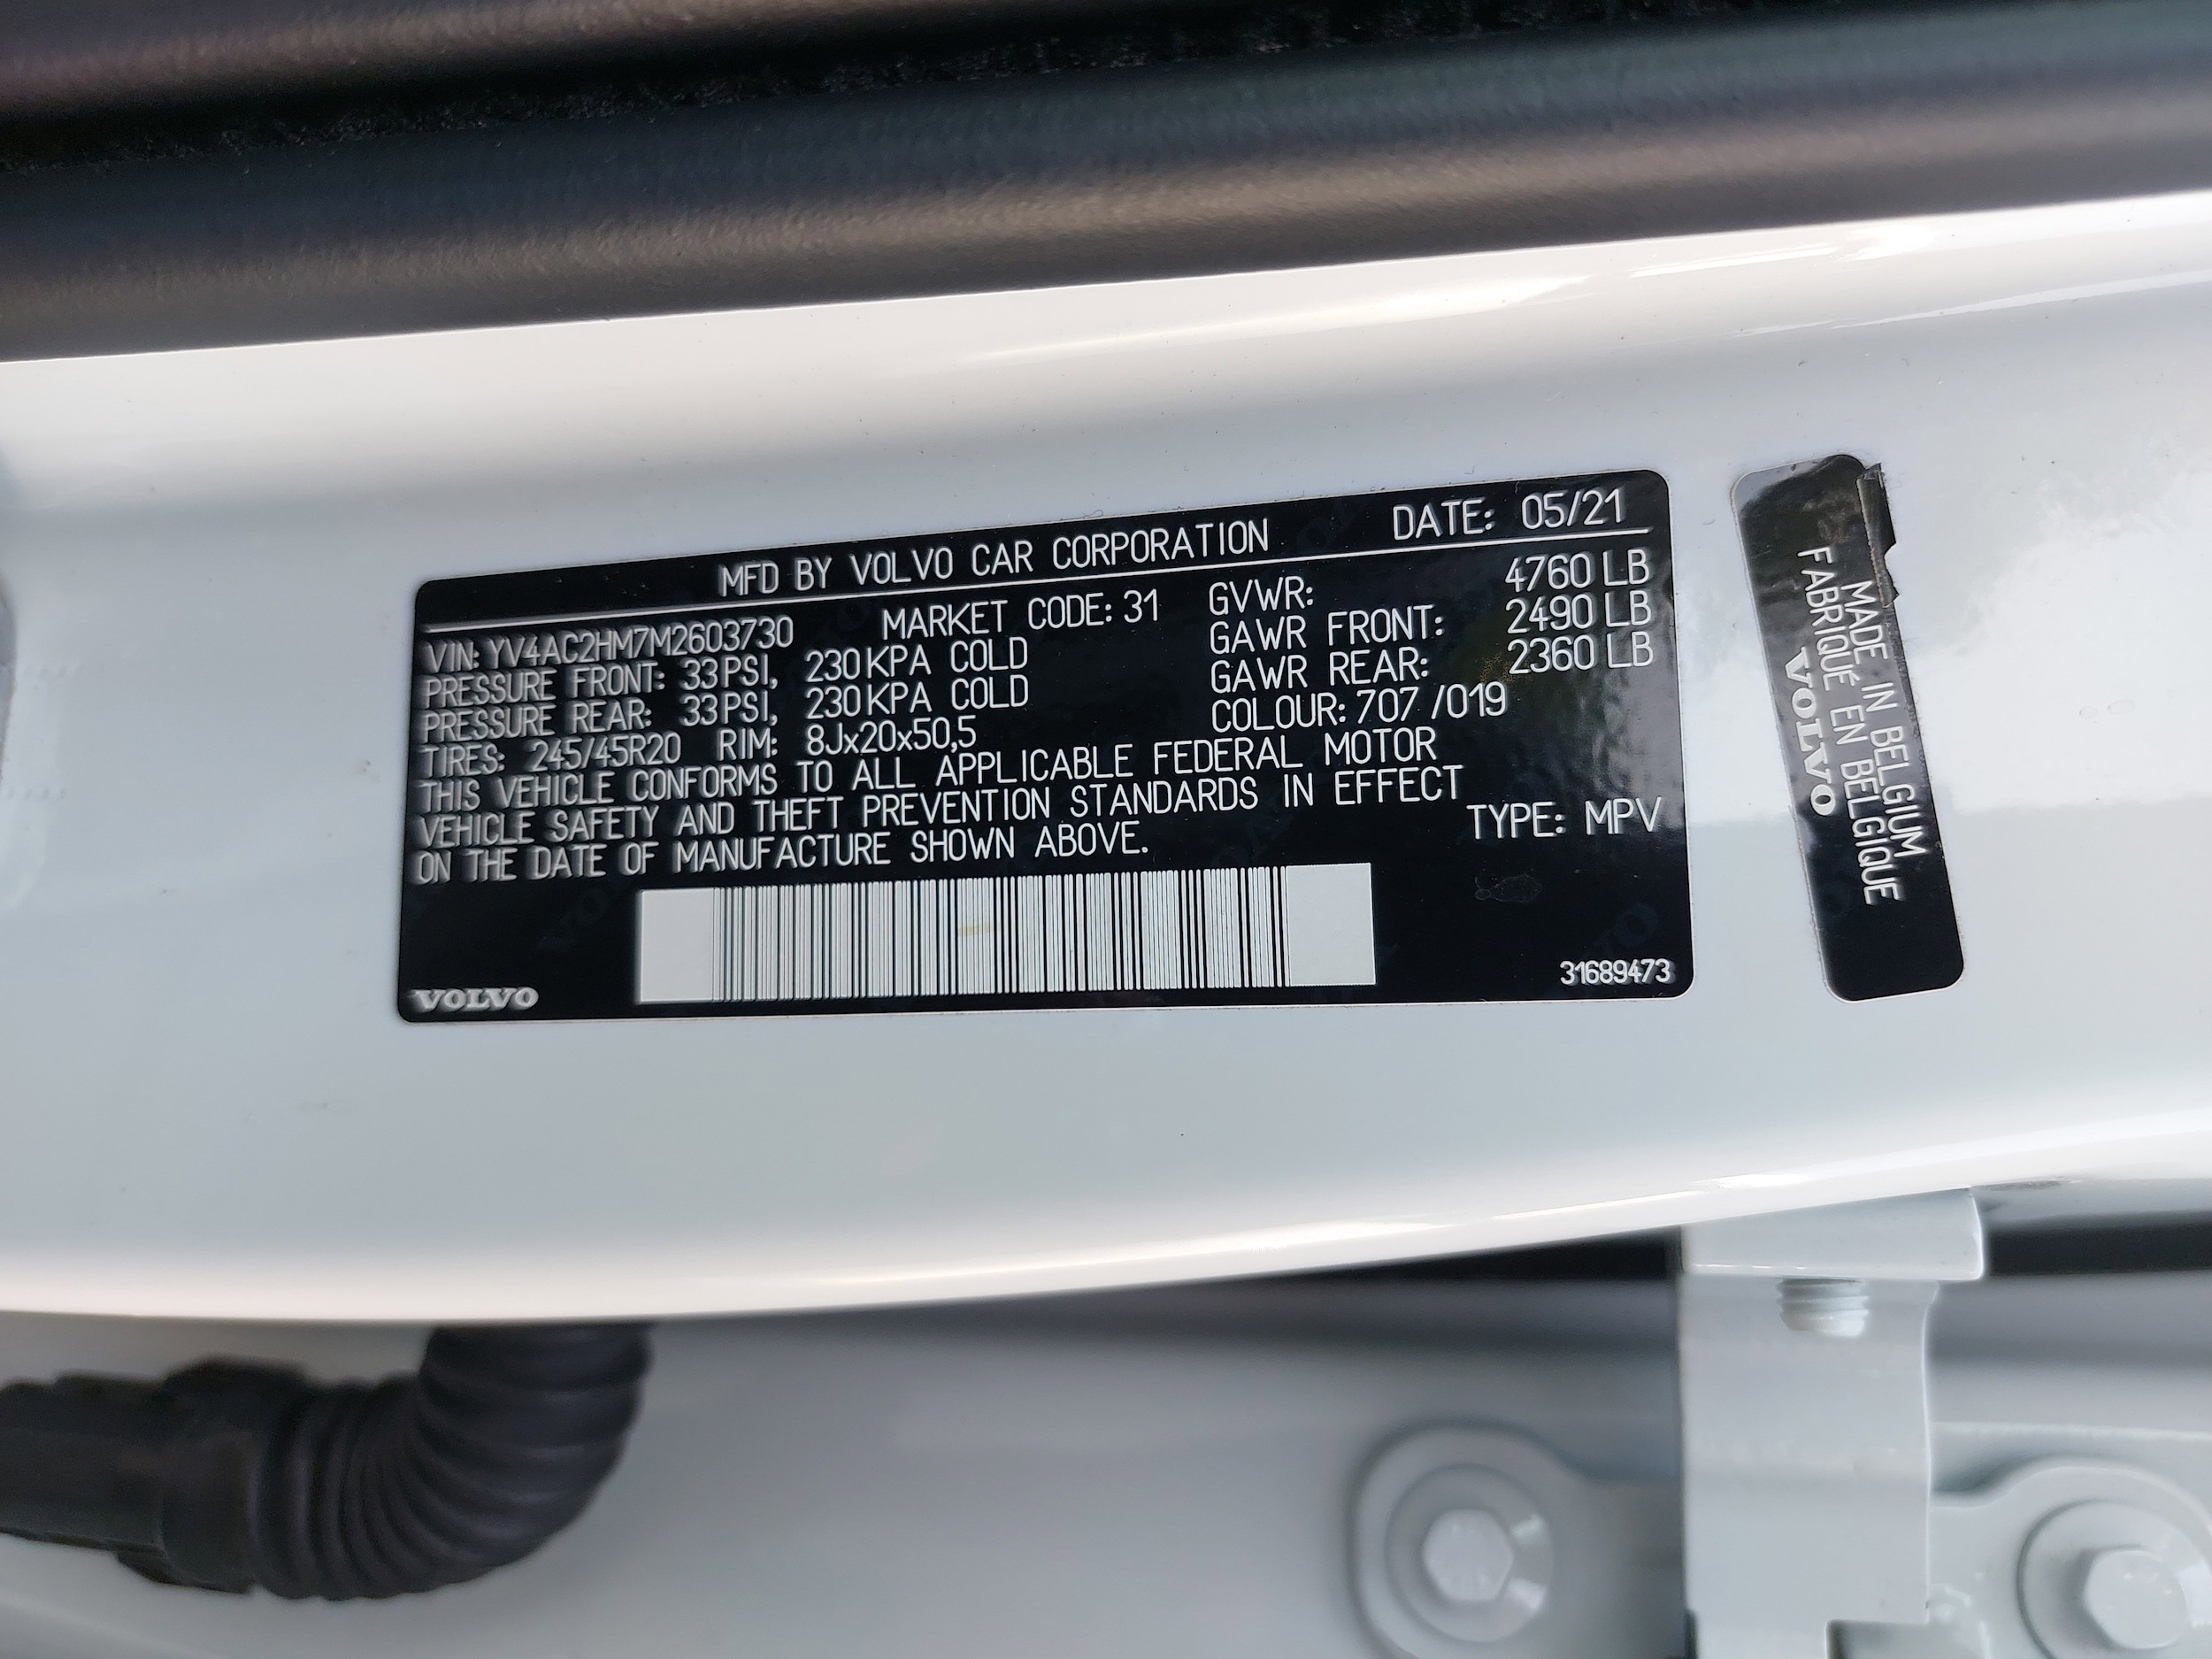 MFD BY VOLVO CAR CORPORATION DATE: 05/21
VIN: YV4AC2HM7M2603730 MARKET CODE: 31 GVWR: 4760 LB
PRESSURE FRONT: 33 PSI, 230 KPA COLD GAWR FRONT: 2490 LB
PRESSURE REAR: 33 PSI, 230 KPA COLD GAWR REAR: 2360 LB
TIRES: 245/45R20 RIM: 8Jx20x50,5 COLOUR: 707 /019
THIS VEHICLE CONFORMS TO ALL APPLICABLE FEDERAL MOTOR
VEHICLE SAFETY AND THEFT PREVENTION STANDARDS IN EFFECT
ON THE DATE OF MANUFACTURE SHOWN ABOVE. TYPE: MPV
VOLVO 31689473
MADE IN BELGIUM
FABRIQUÉ EN BELGIQUE
VOLVO